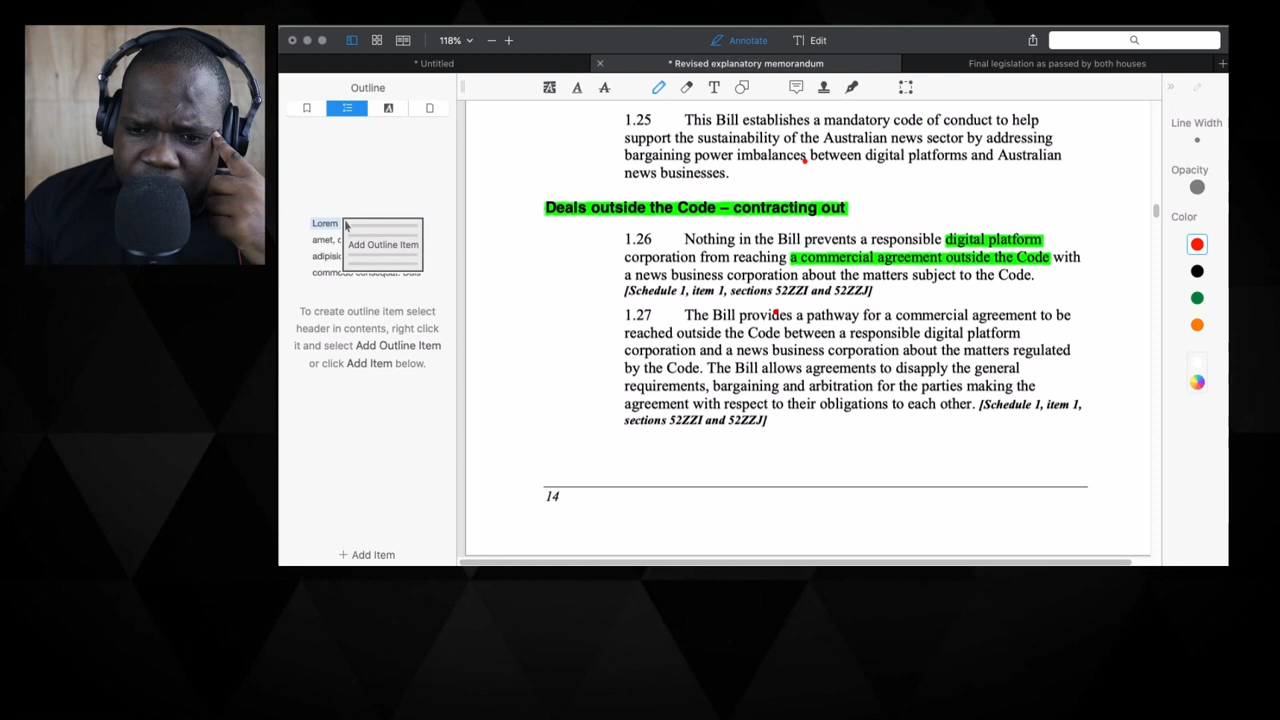 118%
Annotate
Edit
* Untitled
* Revised explanatory memorandum
Final legislation as passed by both houses
Outline
Lorem
amet, c
adipisi
Add Outline Item
To create outline item select
header in contents, right click
it and select Add Outline Item
or click Add Item below.
+ Add Item
1.25 This Bill establishes a mandatory code of conduct to help
support the sustainability of the Australian news sector by addressing
bargaining power imbalances between digital platforms and Australian
news businesses.
Deals outside the Code – contracting out
1.26 Nothing in the Bill prevents a responsible digital platform
corporation from reaching a commercial agreement outside the Code with
a news business corporation about the matters subject to the Code.
[Schedule 1, item 1, sections 52ZZI and 52ZZJ]
1.27 The Bill provides a pathway for a commercial agreement to be
reached outside the Code between a responsible digital platform
corporation and a news business corporation about the matters regulated
by the Code. The Bill allows agreements to disapply the general
requirements, bargaining and arbitration for the parties making the
agreement with respect to their obligations to each other. [Schedule 1, item 1,
sections 52ZZI and 52ZZJ]
14
Line Width
Opacity
Color